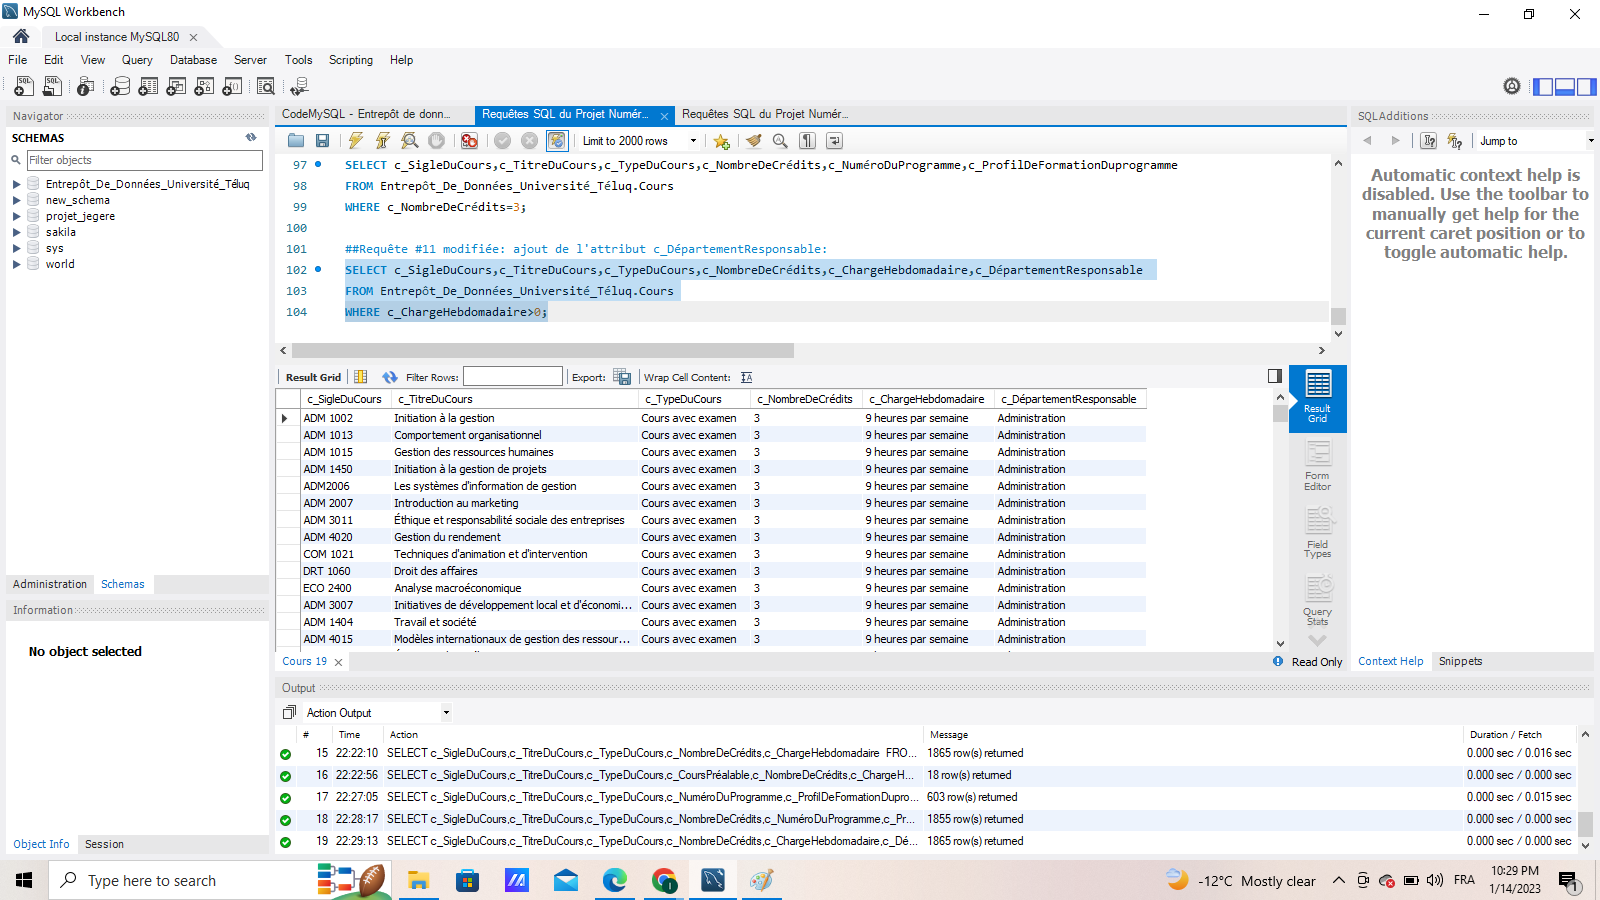 MySQL Workbench
Local instance MySQL80
File Edit View Query Database Server Tools Scripting Help
Navigator
SCHEMAS
Filter objects
Entrepôt_De_Données_Université_Téluq
new_schema
projet_jegere
sakila
sys
world
Administration Schemas
Information
No object selected
Object Info Session
CodeMySQL - Entrepôt de donn... Requêtes SQL du Projet Numér... Requêtes SQL du Projet Numér...
Limit to 2000 rows
97 SELECT c_SigleDuCours,c_TitreDuCours,c_TypeDuCours,c_NombreDeCrédits,c_NuméroDuProgramme,c_ProfilDeFormationDuprogramme
98 FROM Entrepôt_De_Données_Université_Téluq.Cours
99 WHERE c_NombreDeCrédits=3;
100
101 ##Requête #11 modifiée: ajout de l'attribut c_DépartementResponsable:
102 SELECT c_SigleDuCours,c_TitreDuCours,c_TypeDuCours,c_NombreDeCrédits,c_ChargeHebdomadaire,c_DépartementResponsable
103 FROM Entrepôt_De_Données_Université_Téluq.Cours
104 WHERE c_ChargeHebdomadaire>0;
Result Grid Filter Rows: Export: Wrap Cell Content:
c_SigleDuCours c_TitreDuCours c_TypeDuCours c_NombreDeCrédits c_ChargeHebdomadaire c_DépartementResponsable
ADM 1002 Initiation à la gestion Cours avec examen 3 9 heures par semaine Administration
ADM 1013 Comportement organisationnel Cours avec examen 3 9 heures par semaine Administration
ADM 1015 Gestion des ressources humaines Cours avec examen 3 9 heures par semaine Administration
ADM 1450 Initiation à la gestion de projets Cours avec examen 3 9 heures par semaine Administration
ADM2006 Les systèmes d'information de gestion Cours avec examen 3 9 heures par semaine Administration
ADM 2007 Introduction au marketing Cours avec examen 3 9 heures par semaine Administration
ADM 3011 Éthique et responsabilité sociale des entreprises Cours avec examen 3 9 heures par semaine Administration
ADM 4020 Gestion du rendement Cours avec examen 3 9 heures par semaine Administration
COM 1021 Techniques d'animation et d'intervention Cours avec examen 3 9 heures par semaine Administration
DRT 1060 Droit des affaires Cours avec examen 3 9 heures par semaine Administration
ECO 2400 Analyse macroéconomique Cours avec examen 3 9 heures par semaine Administration
ADM 3007 Initiatives de développement local et d'économi... Cours avec examen 3 9 heures par semaine Administration
ADM 1404 Travail et société Cours avec examen 3 9 heures par semaine Administration
ADM 4015 Modèles internationaux de gestion des ressour... Cours avec examen 3 9 heures par semaine Administration
Result Grid
Form Editor
Field Types
Query Stats
Cours 19
Read Only
SQLAdditions
Jump to
Automatic context help is
disabled. Use the toolbar to
manually get help for the
current caret position or to
toggle automatic help.
Context Help Snippets
Output
Action Output
# Time Action Message Duration / Fetch
15 22:22:10 SELECT c_SigleDuCours,c_TitreDuCours,c_TypeDuCours,c_NombreDeCrédits,c_ChargeHebdomadaire FRO... 1865 row(s) returned 0.000 sec / 0.016 sec
16 22:22:56 SELECT c_SigleDuCours,c_TitreDuCours,c_TypeDuCours,c_CoursPréalable,c_NombreDeCrédits,c_ChargeH... 18 row(s) returned 0.000 sec / 0.000 sec
17 22:27:05 SELECT c_SigleDuCours,c_TitreDuCours,c_TypeDuCours,c_NuméroDuProgramme,c_ProfilDeFormationDupro... 603 row(s) returned 0.000 sec / 0.015 sec
18 22:28:17 SELECT c_SigleDuCours,c_TitreDuCours,c_TypeDuCours,c_NombreDeCrédits,c_NuméroDuProgramme,c_Pr... 1855 row(s) returned 0.000 sec / 0.000 sec
19 22:29:13 SELECT c_SigleDuCours,c_TitreDuCours,c_TypeDuCours,c_NombreDeCrédits,c_ChargeHebdomadaire,c_Dé... 1865 row(s) returned 0.000 sec / 0.000 sec
Type here to search
-12°C Mostly clear
FRA
10:29 PM
1/14/2023
1